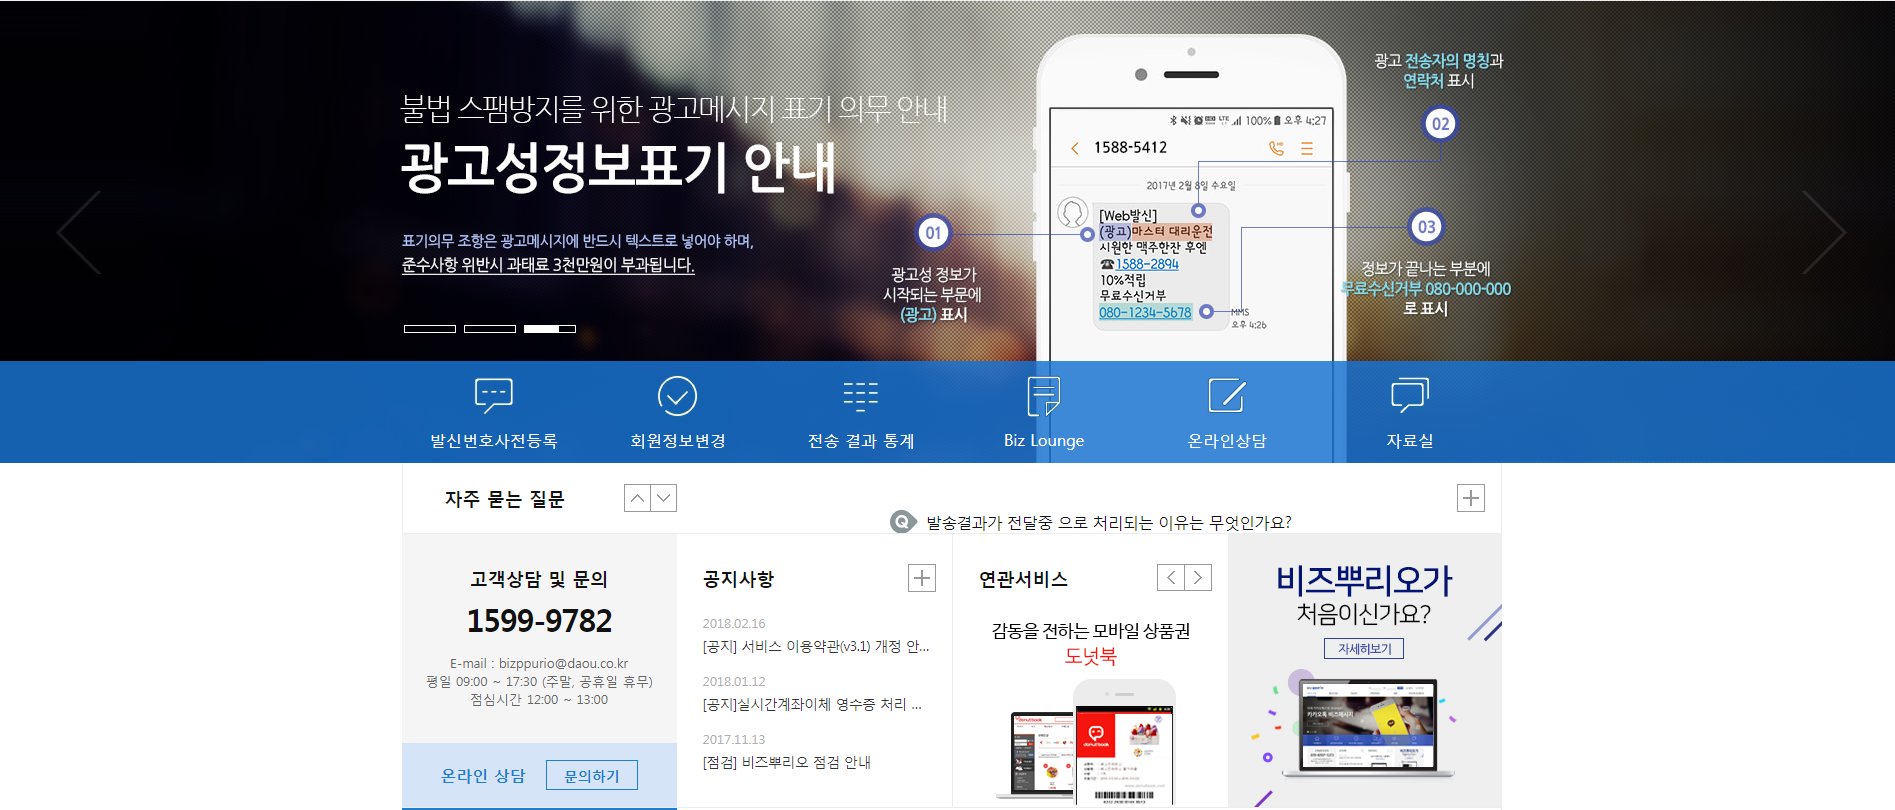 불법 스팸방지를 위한 광고메시지 표기 의무 안내
광고성정보표기 안내
표기의무 조항은 광고메시지에 반드시 텍스트로 넣어야 하며,
준수사항 위반시 과태료 3천만원이 부과됩니다.
01
광고성 정보가
시작되는 부문에
(광고) 표시
LTE 100% 오후 4:27
1588-5412
2017년 2월 8일 수요일
[Web발신]
(광고)마스터 대리운전
시원한 맥주한잔 후엔
☎1588-2894
10%적립
무료수신거부
080-1234-5678
MMS
오후 4:26
광고 전송자의 명칭과
연락처 표시
02
03
정보가 끝나는 부분에
무료수신거부 080-000-000
로 표시
발신번호사전등록
회원정보변경
전송 결과 통계
Biz Lounge
온라인상담
자료실
자주 묻는 질문
Q 발송결과가 전달중 으로 처리되는 이유는 무엇인가요?
고객상담 및 문의
1599-9782
E-mail : bizppurio@daou.co.kr
평일 09:00 ~ 17:30 (주말, 공휴일 휴무)
점심시간 12:00 ~ 13:00
온라인 상담
문의하기
공지사항
2018.02.16
[공지] 서비스 이용약관(v3.1) 개정 안...
2018.01.12
[공지]실시간계좌이체 영수증 처리 ...
2017.11.13
[점검] 비즈뿌리오 점검 안내
연관서비스
감동을 전하는 모바일 상품권
도넛북
donutbook
donutbook
비즈뿌리오가
처음이신가요?
자세히보기
카카오톡 비즈메시지